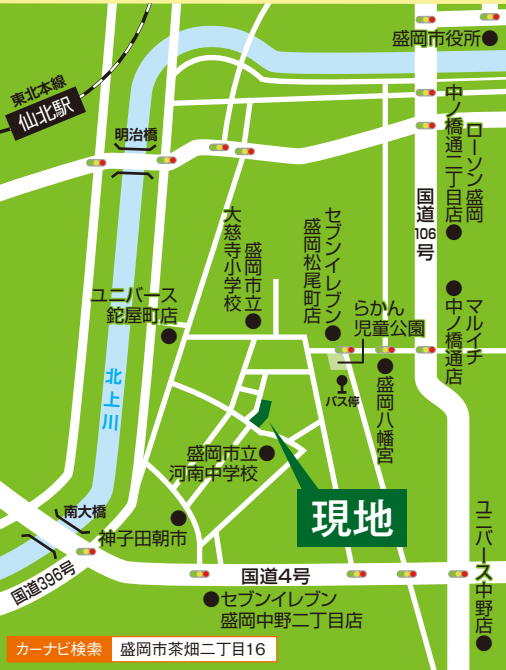 盛岡市役所
東北本線
仙北駅
明治橋
ローソン盛岡
中ノ橋通二丁目店
国道106号
セブンイレブン
盛岡松尾町店
盛岡市立
大慈寺小学校
ユニバース
鉈屋町店
らかん
児童公園
マルイチ
中ノ橋通店
バス停
盛岡八幡宮
北上川
盛岡市立
河南中学校
現地
南大橋
神子田朝市
ユニバース中野店
国道396号
国道4号
セブンイレブン
盛岡中野二丁目店
カーナビ検索 盛岡市茶畑二丁目16